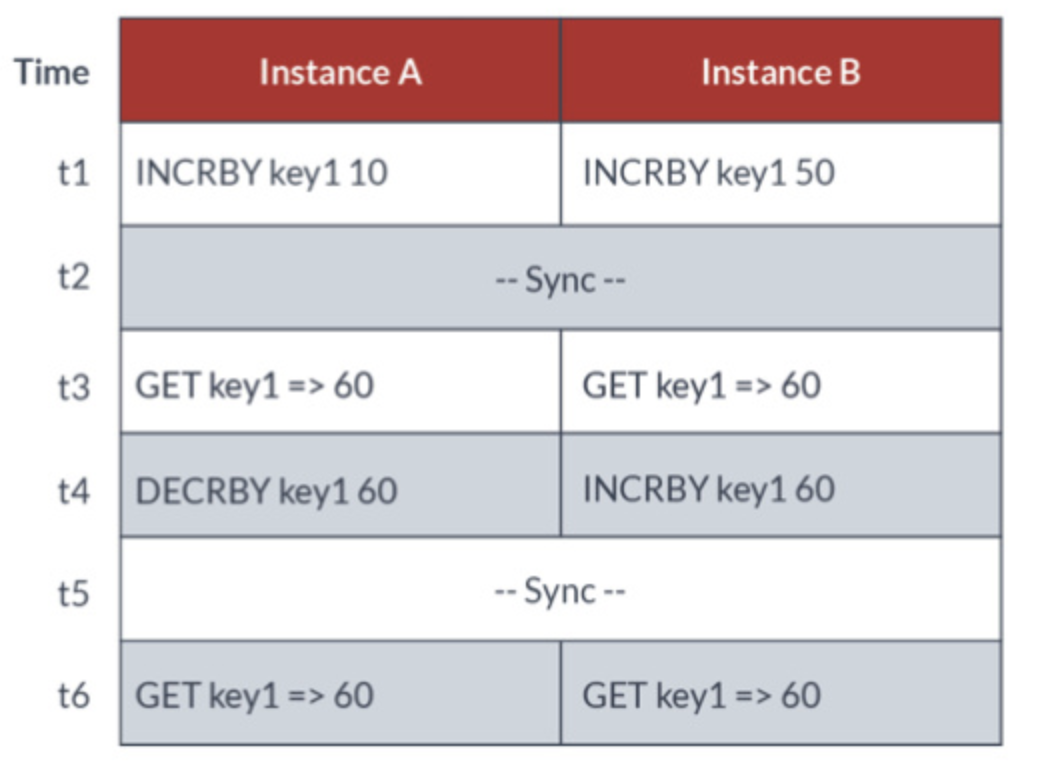 Time Instance A Instance B
t1 INCRBY key1 10 INCRBY key1 50
t2 -- Sync --
t3 GET key1 => 60 GET key1 => 60
t4 DECRBY key1 60 INCRBY key1 60
t5 -- Sync --
t6 GET key1 => 60 GET key1 => 60